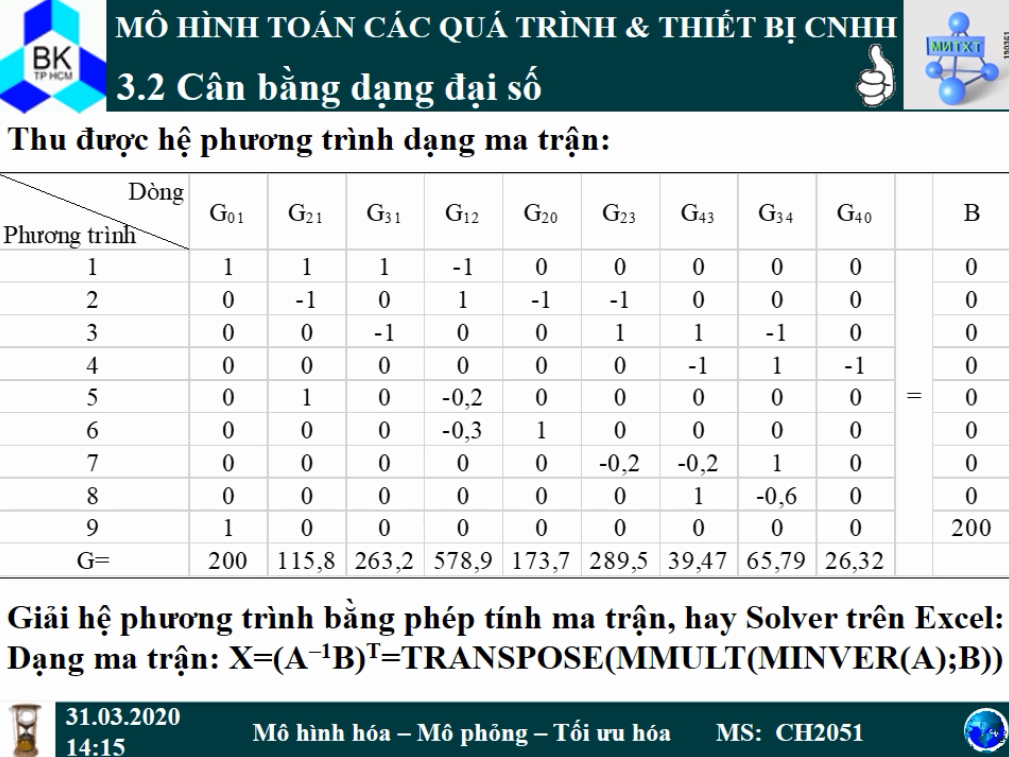 MÔ HÌNH TOÁN CÁC QUÁ TRÌNH & THIẾT BỊ CNHH
BK
TP HCM
МИТХТ
190361
3.2 Cân bằng dạng đại số
Thu được hệ phương trình dạng ma trận:
Dòng
Phương trình G₀₁ G₂₁ G₃₁ G₁₂ G₂₀ G₂₃ G₄₃ G₃₄ G₄₀ B
1 1 1 1 -1 0 0 0 0 0 0
2 0 -1 0 1 -1 -1 0 0 0 0
3 0 0 -1 0 0 1 1 -1 0 0
4 0 0 0 0 0 0 -1 1 -1 0
5 0 1 0 -0,2 0 0 0 0 0 = 0
6 0 0 0 -0,3 1 0 0 0 0 0
7 0 0 0 0 0 -0,2 -0,2 1 0 0
8 0 0 0 0 0 0 1 -0,6 0 0
9 1 0 0 0 0 0 0 0 0 200
G= 200 115,8 263,2 578,9 173,7 289,5 39,47 65,79 26,32
Giải hệ phương trình bằng phép tính ma trận, hay Solver trên Excel:
Dạng ma trận: X=(A⁻¹B)ᵀ=TRANSPOSE(MMULT(MINVER(A);B))
31.03.2020
14:15
Mô hình hóa – Mô phỏng – Tối ưu hóa MS: CH2051